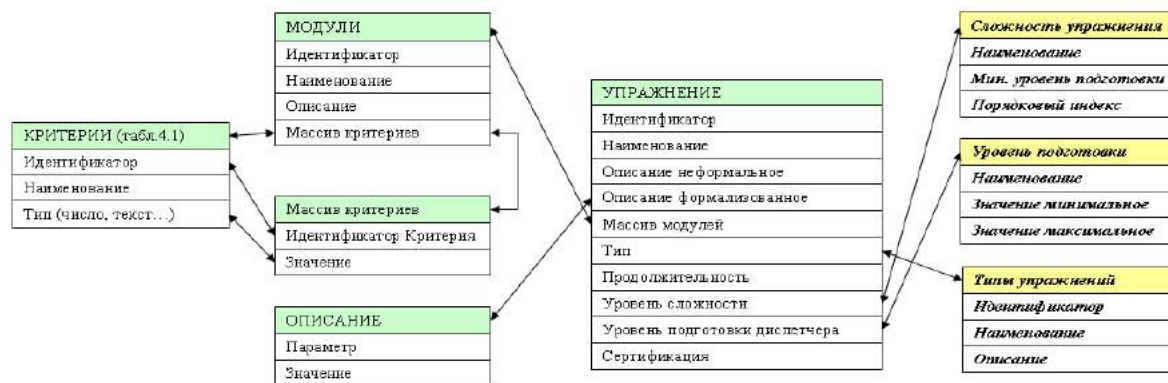 МОДУЛИ
Идентификатор
Наименование
Описание
Массив критериев
КРИТЕРИИ (табл.4.1)
Идентификатор
Наименование
Тип (число, текст...)
Массив критериев
Идентификатор Критерия
Значение
ОПИСАНИЕ
Параметр
Значение
УПРАЖНЕНИЕ
Идентификатор
Наименование
Описание неформальное
Описание формализованное
Массив модулей
Тип
Продолжительность
Уровень сложности
Уровень подготовки диспетчера
Сертификация
Сложность упражнения
Наименование
Мин. уровень подготовки
Порядковый индекс
Уровень подготовки
Наименование
Значение минимальное
Значение максимальное
Типы упражнений
Идентификатор
Наименование
Описание